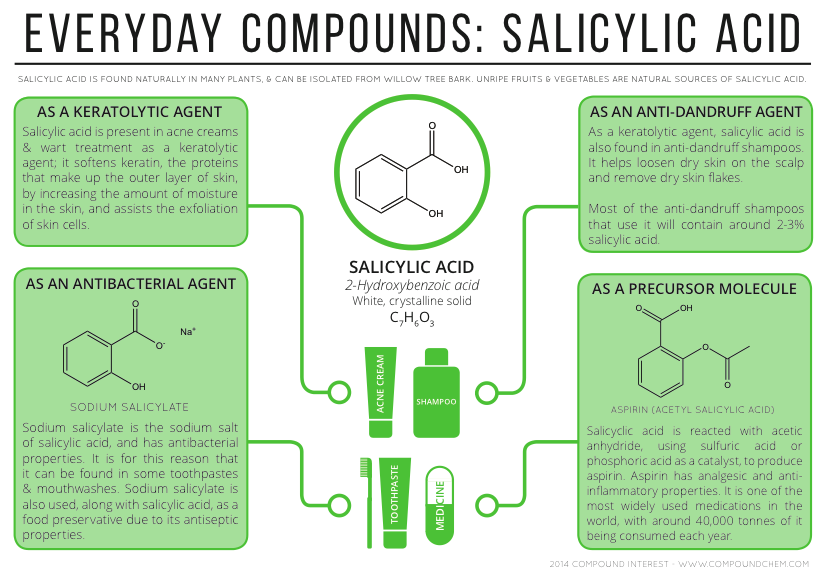 EVERYDAY COMPOUNDS: SALICYLIC ACID
SALICYLIC ACID IS FOUND NATURALLY IN MANY PLANTS, & CAN BE ISOLATED FROM WILLOW TREE BARK. UNRIPE FRUITS & VEGETABLES ARE NATURAL SOURCES OF SALICYLIC ACID.
AS A KERATOLYTIC AGENT
Salicylic acid is present in acne creams
& wart treatment as a keratolytic
agent; it softens keratin, the proteins
that make up the outer layer of skin,
by increasing the amount of moisture
in the skin, and assists the exfoliation
of skin cells.
O
OH
OH
SALICYLIC ACID
2-Hydroxybenzoic acid
White, crystalline solid
C7H6O3
AS AN ANTI-DANDRUFF AGENT
As a keratolytic agent, salicylic acid is
also found in anti-dandruff shampoos.
It helps loosen dry skin on the scalp
and remove dry skin flakes.
Most of the anti-dandruff shampoos
that use it will contain around 2-3%
salicylic acid.
AS AN ANTIBACTERIAL AGENT
O
O-
Na+
OH
SODIUM SALICYLATE
Sodium salicylate is the sodium salt
of salicylic acid, and has antibacterial
properties. It is for this reason that
it can be found in some toothpastes
& mouthwashes. Sodium salicylate is
also used, along with salicylic acid, as a
food preservative due to its antiseptic
properties.
ACNE CREAM
SHAMPOO
TOOTHPASTE
MEDICINE
AS A PRECURSOR MOLECULE
O
OH
O
O
ASPIRIN (ACETYL SALICYLIC ACID)
Salicyclic acid is reacted with acetic
anhydride, using sulfuric acid or
phosphoric acid as a catalyst, to produce
aspirin. Aspirin has analgesic and anti-
inflammatory properties. It is one of the
most widely used medications in the
world, with around 40,000 tonnes of it
being consumed each year.
2014 COMPOUND INTEREST - WWW.COMPOUNDCHEM.COM